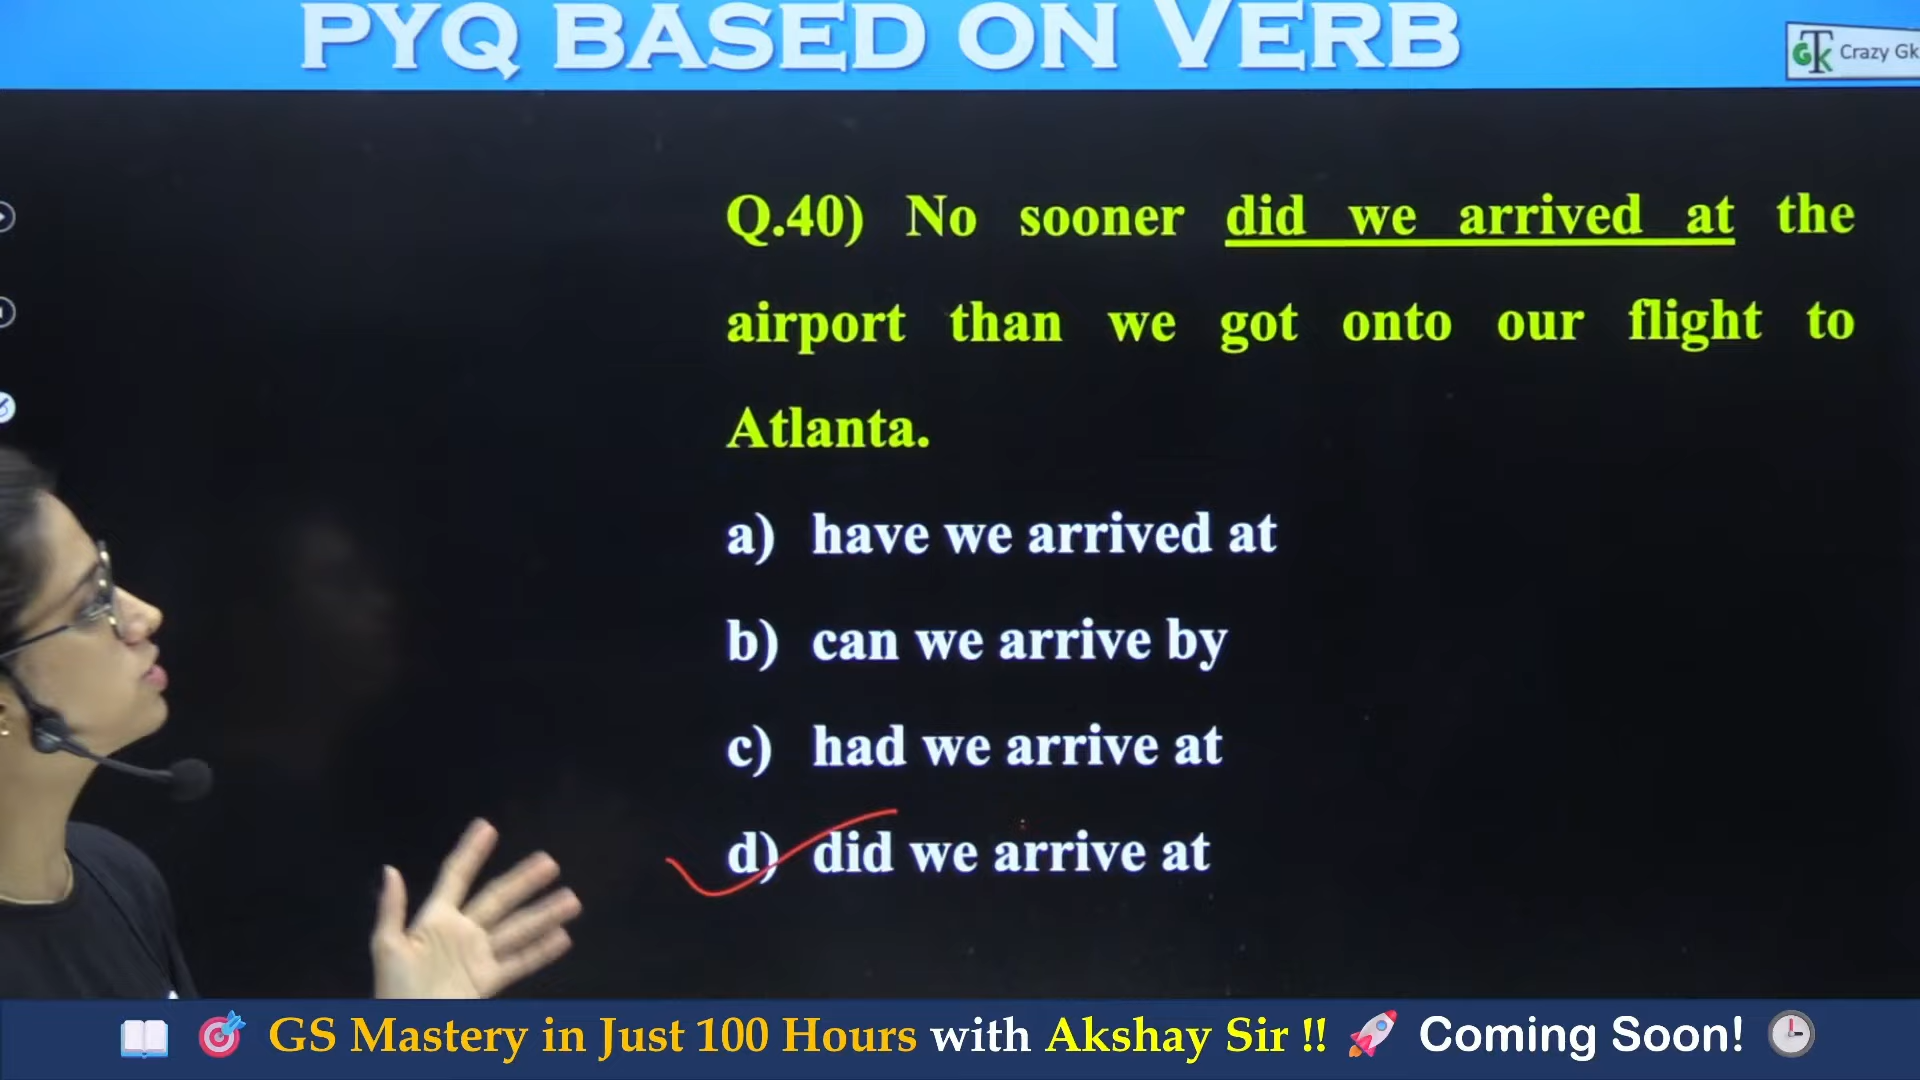 PYQ BASED ON VERB
GTK Crazy Gk
Q.40) No sooner did we arrived at the
airport than we got onto our flight to
Atlanta.
a) have we arrived at
b) can we arrive by
c) had we arrive at
d) did we arrive at
GS Mastery in Just 100 Hours with Akshay Sir !! Coming Soon!